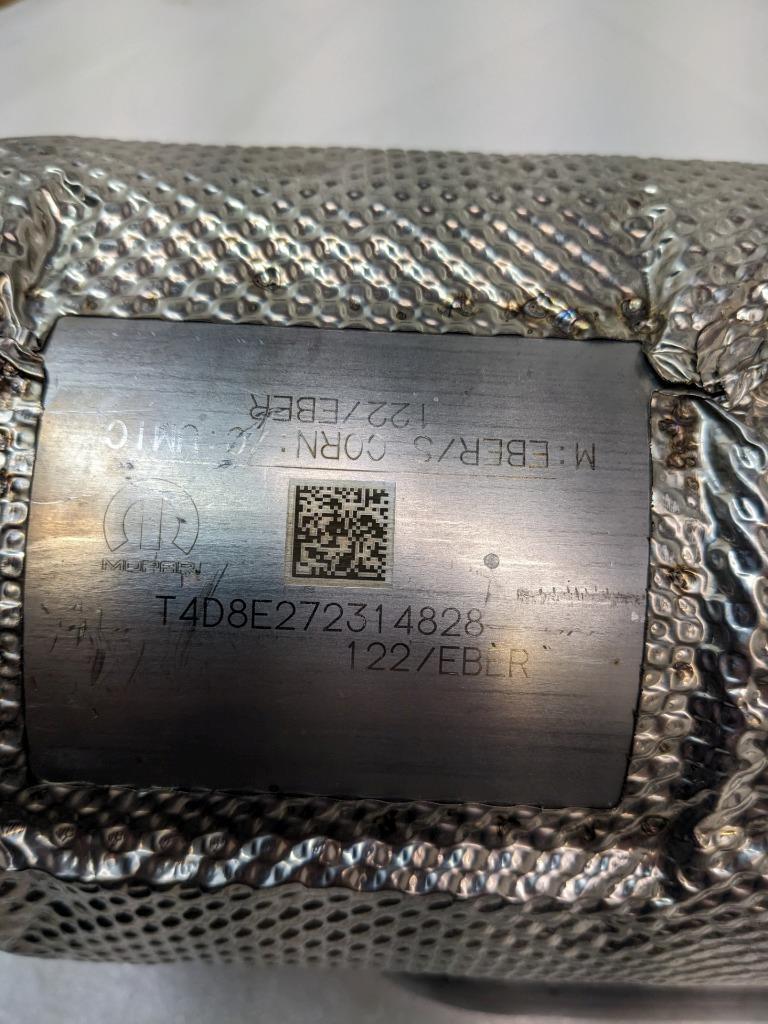 M:EBER/S CORN:
122/EBER
MOPAR
T4D8E272314828
122/EBER